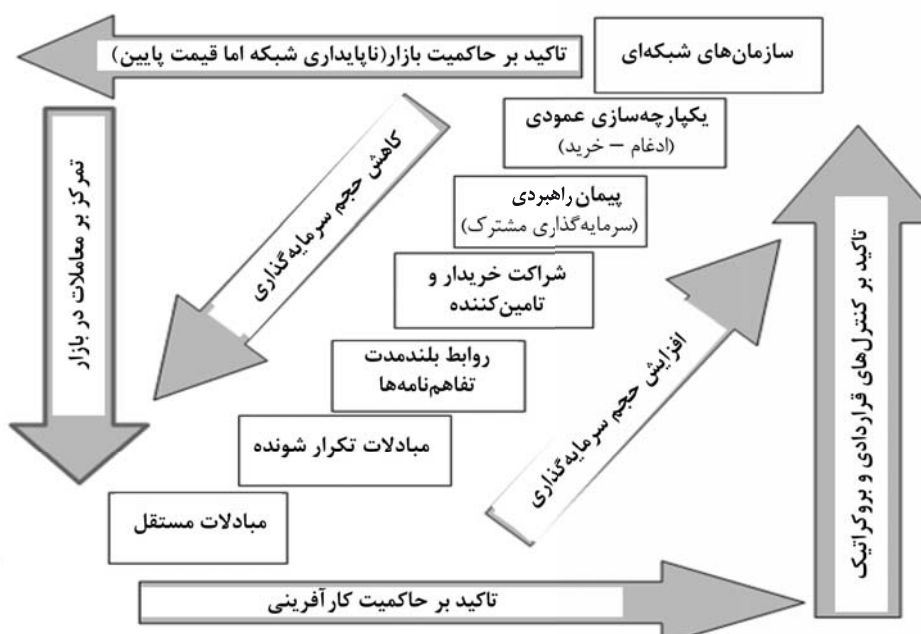 سازمان‌های شبکه‌ای
تاکید بر حاکمیت بازار(ناپایداری شبکه اما قیمت پایین)
یکپارچه‌سازی عمودی
(ادغام – خرید)
پیمان راهبردی
(سرمایه‌گذاری مشترک)
شراکت خریدار و
تامین‌کننده
روابط بلندمدت
تفاهم‌نامه‌ها
مبادلات تکرار شونده
مبادلات مستقل
کاهش حجم سرمایه‌گذاری
افزایش حجم سرمایه‌گذاری
تمرکز بر معاملات در بازار
تاکید بر کنترل‌های قراردادی و بروکراتیک
تاکید بر حاکمیت کارآفرینی